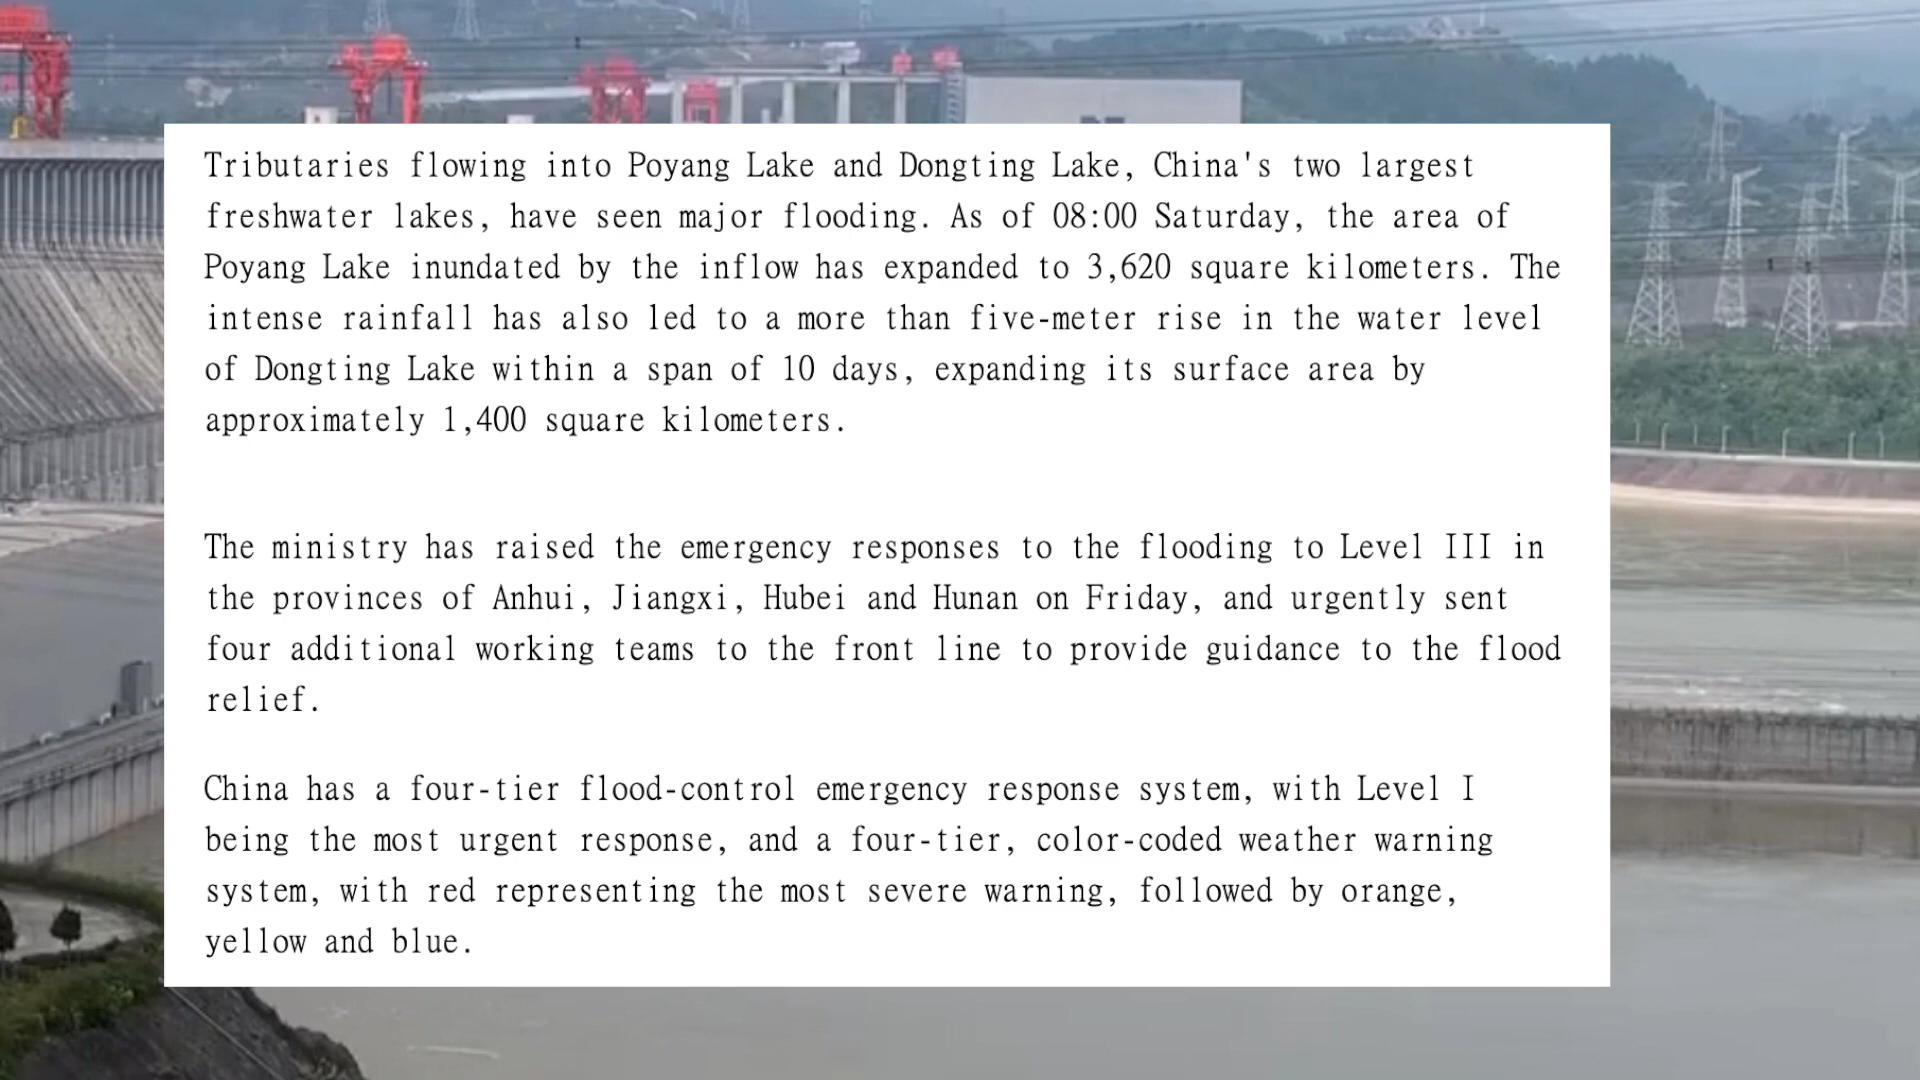 Tributaries flowing into Poyang Lake and Dongting Lake, China's two largest
freshwater lakes, have seen major flooding. As of 08:00 Saturday, the area of
Poyang Lake inundated by the inflow has expanded to 3,620 square kilometers. The
intense rainfall has also led to a more than five-meter rise in the water level
of Dongting Lake within a span of 10 days, expanding its surface area by
approximately 1,400 square kilometers.
The ministry has raised the emergency responses to the flooding to Level III in
the provinces of Anhui, Jiangxi, Hubei and Hunan on Friday, and urgently sent
four additional working teams to the front line to provide guidance to the flood
relief.
China has a four-tier flood-control emergency response system, with Level I
being the most urgent response, and a four-tier, color-coded weather warning
system, with red representing the most severe warning, followed by orange,
yellow and blue.